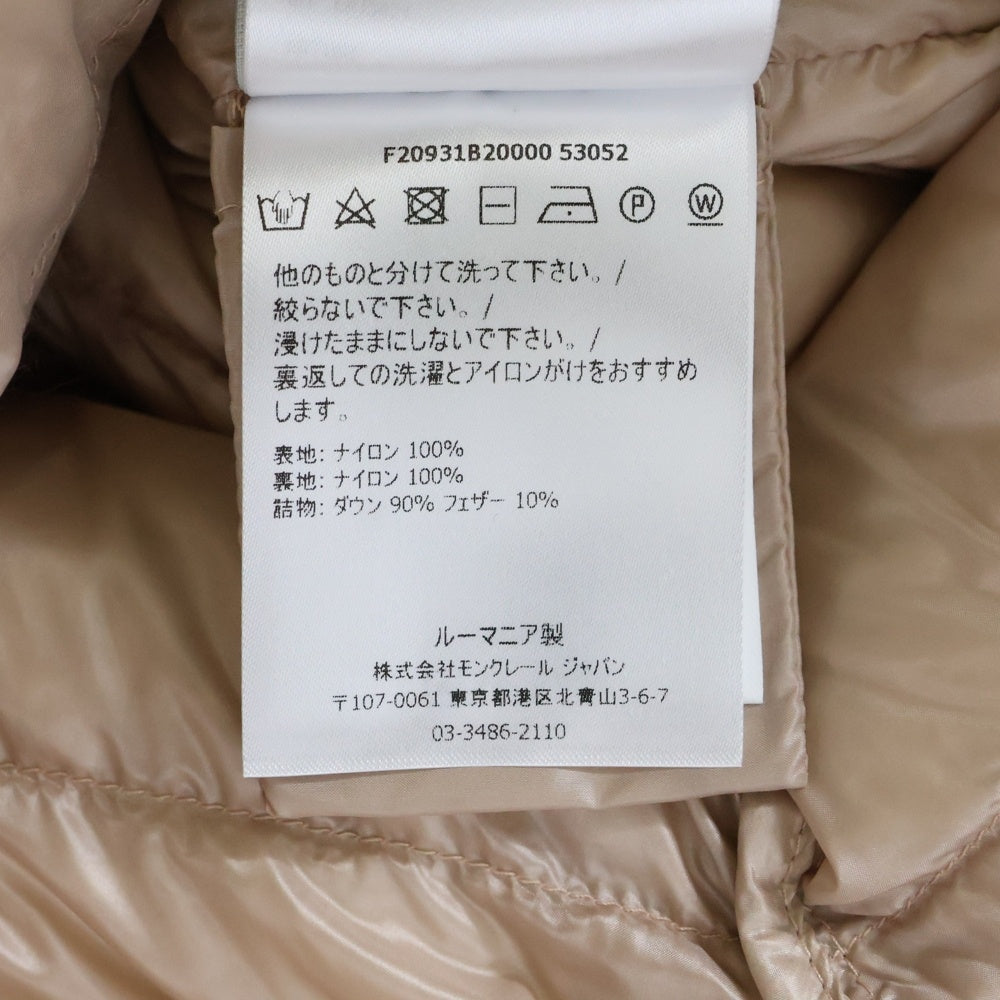 F20931B20000 53052
P W
他のものと分けて洗って下さい。/
絞らないで下さい。/
浸けたままにしないで下さい。/
裏返しての洗濯とアイロンがけをおすすめ
します。
表地: ナイロン 100%
裏地: ナイロン 100%
詰物: ダウン 90% フェザー 10%
ルーマニア製
株式会社モンクレール ジャパン
〒107-0061 東京都港区北青山3-6-7
03-3486-2110